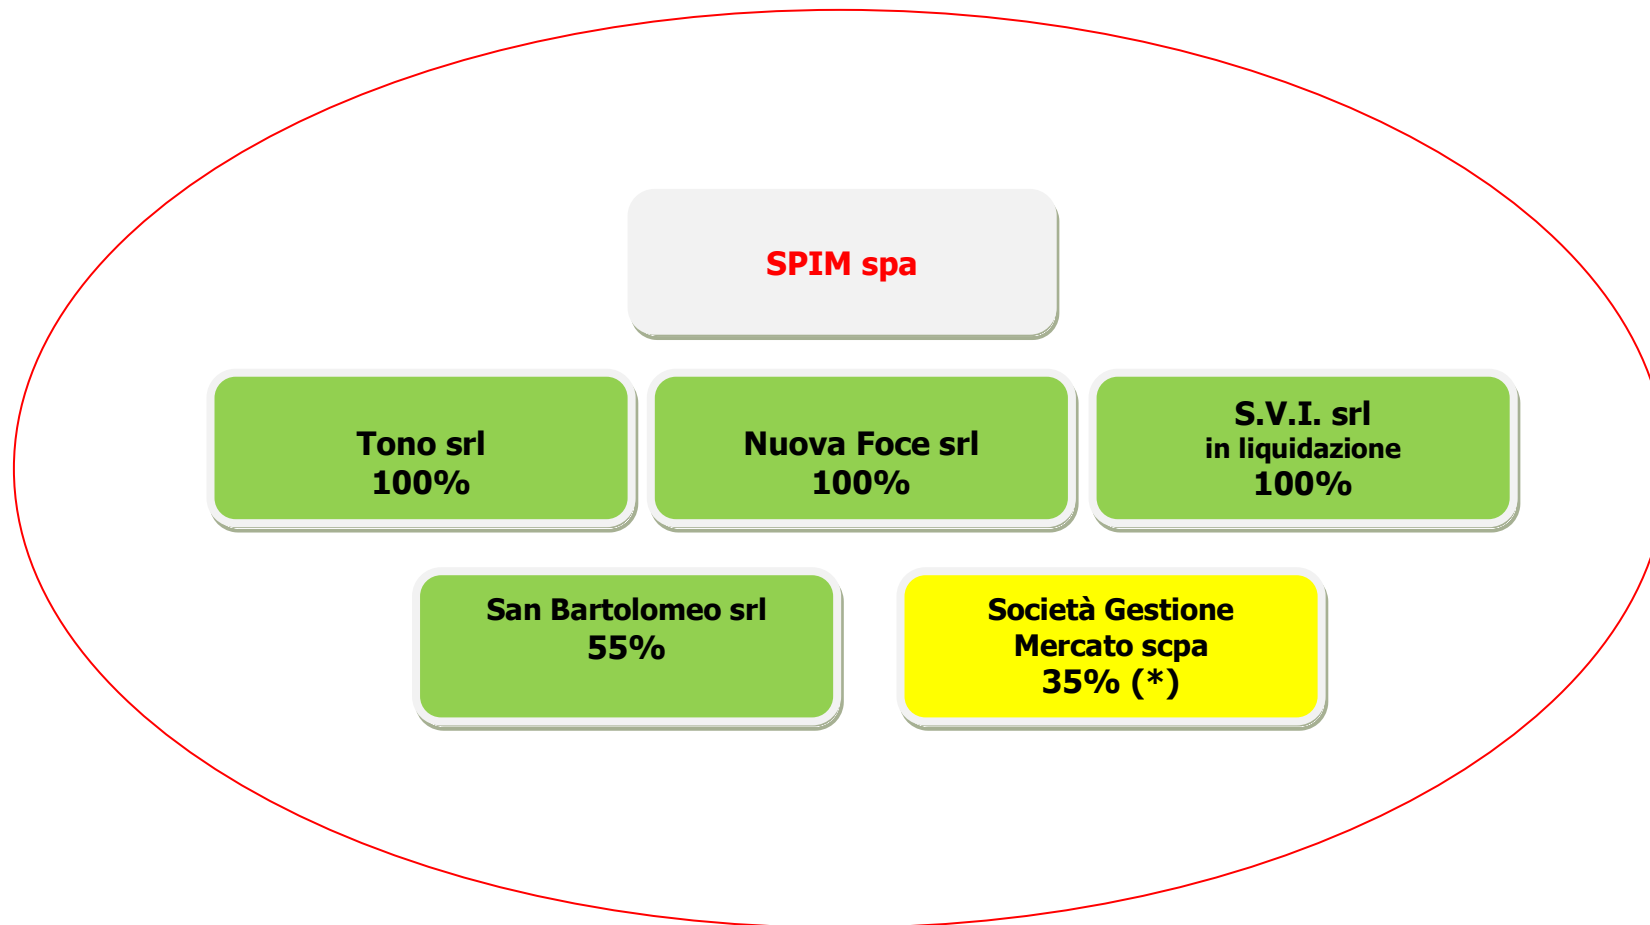 SPIM spa
Tono srl
100%
Nuova Foce srl
100%
S.V.I. srl
in liquidazione
100%
San Bartolomeo srl
55%
Società Gestione
Mercato scpa
35% (*)